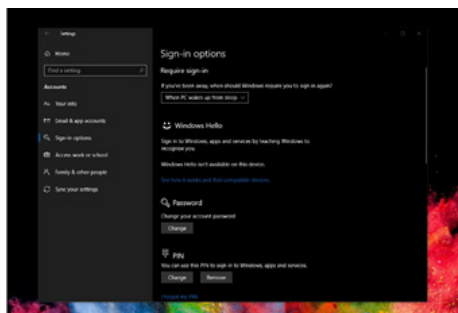 Settings
Home
Find a setting
Accounts
Your info
Email & app accounts
Sign-in options
Access work or school
Family & other people
Sync your settings
Sign-in options
Require sign-in
If you've been away, when should Windows require you to sign in again?
When PC wakes up from sleep
Windows Hello
Sign in to Windows, apps and services by teaching Windows to
recognise you.
Windows Hello isn't available on this device.
See how it works and find compatible devices.
Password
Change your account password
Change
PIN
You can use this PIN to sign in to Windows, apps and services.
Change Remove
I forgot my PIN